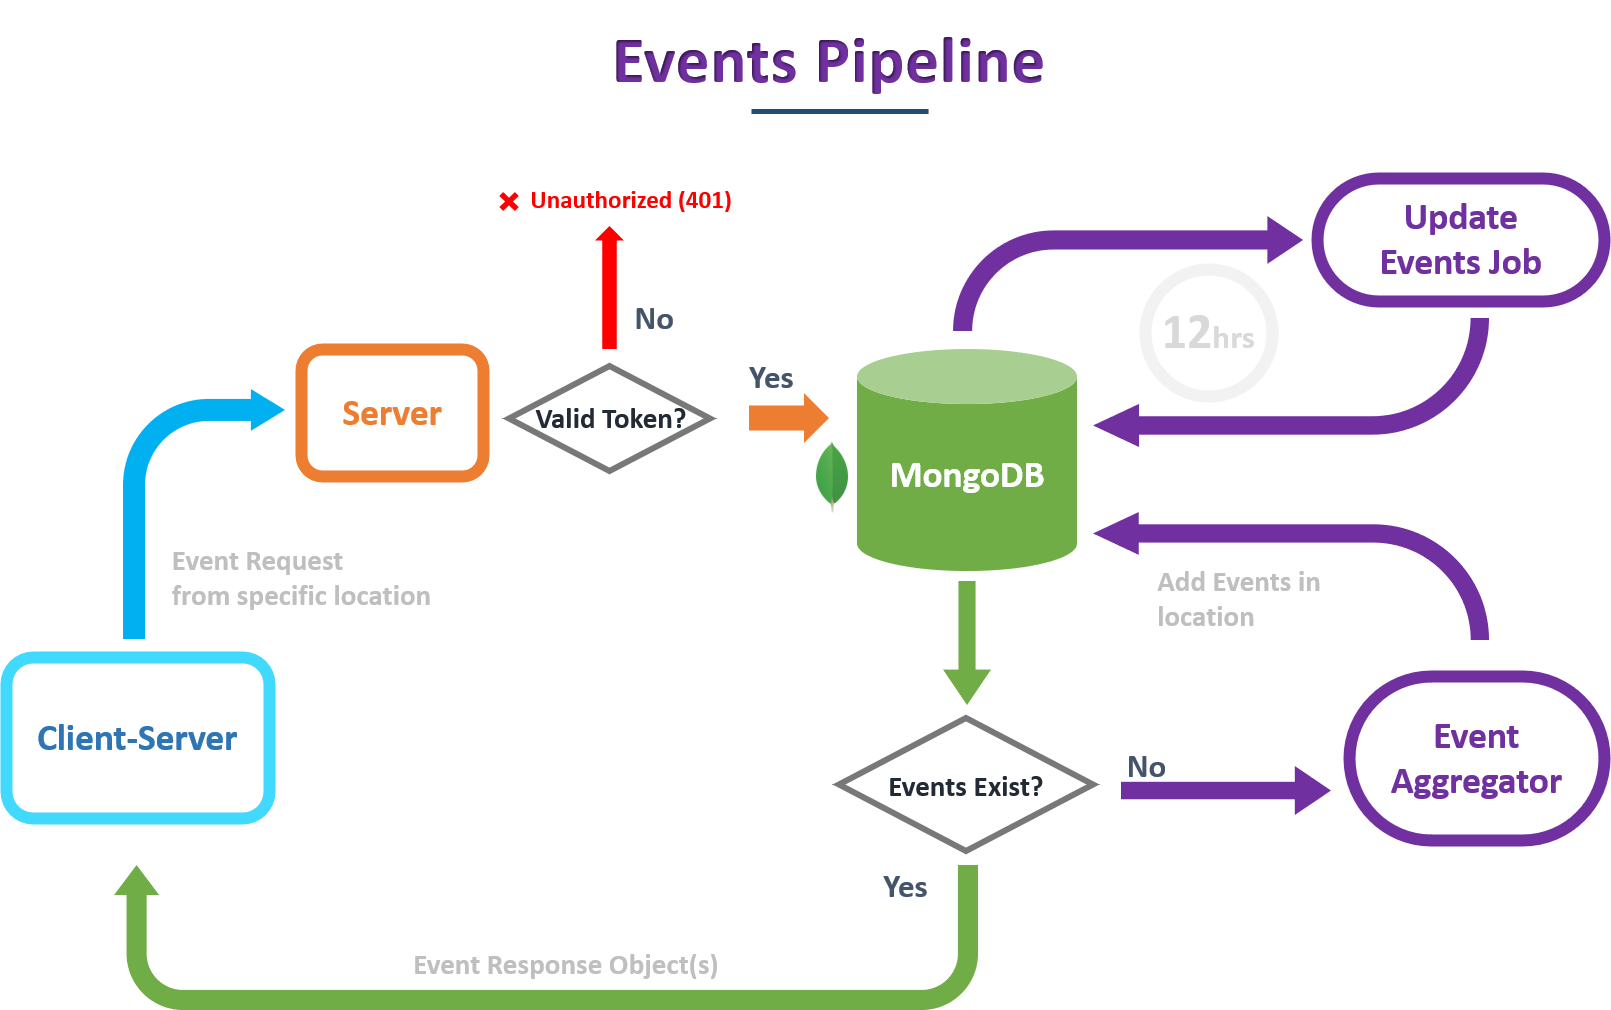 Events Pipeline
Unauthorized (401)
No
Update
Events Job
12hrs
Yes
Server
Valid Token?
MongoDB
Event Request
from specific location
Add Events in
location
Client-Server
Events Exist?
No
Event
Aggregator
Yes
Event Response Object(s)